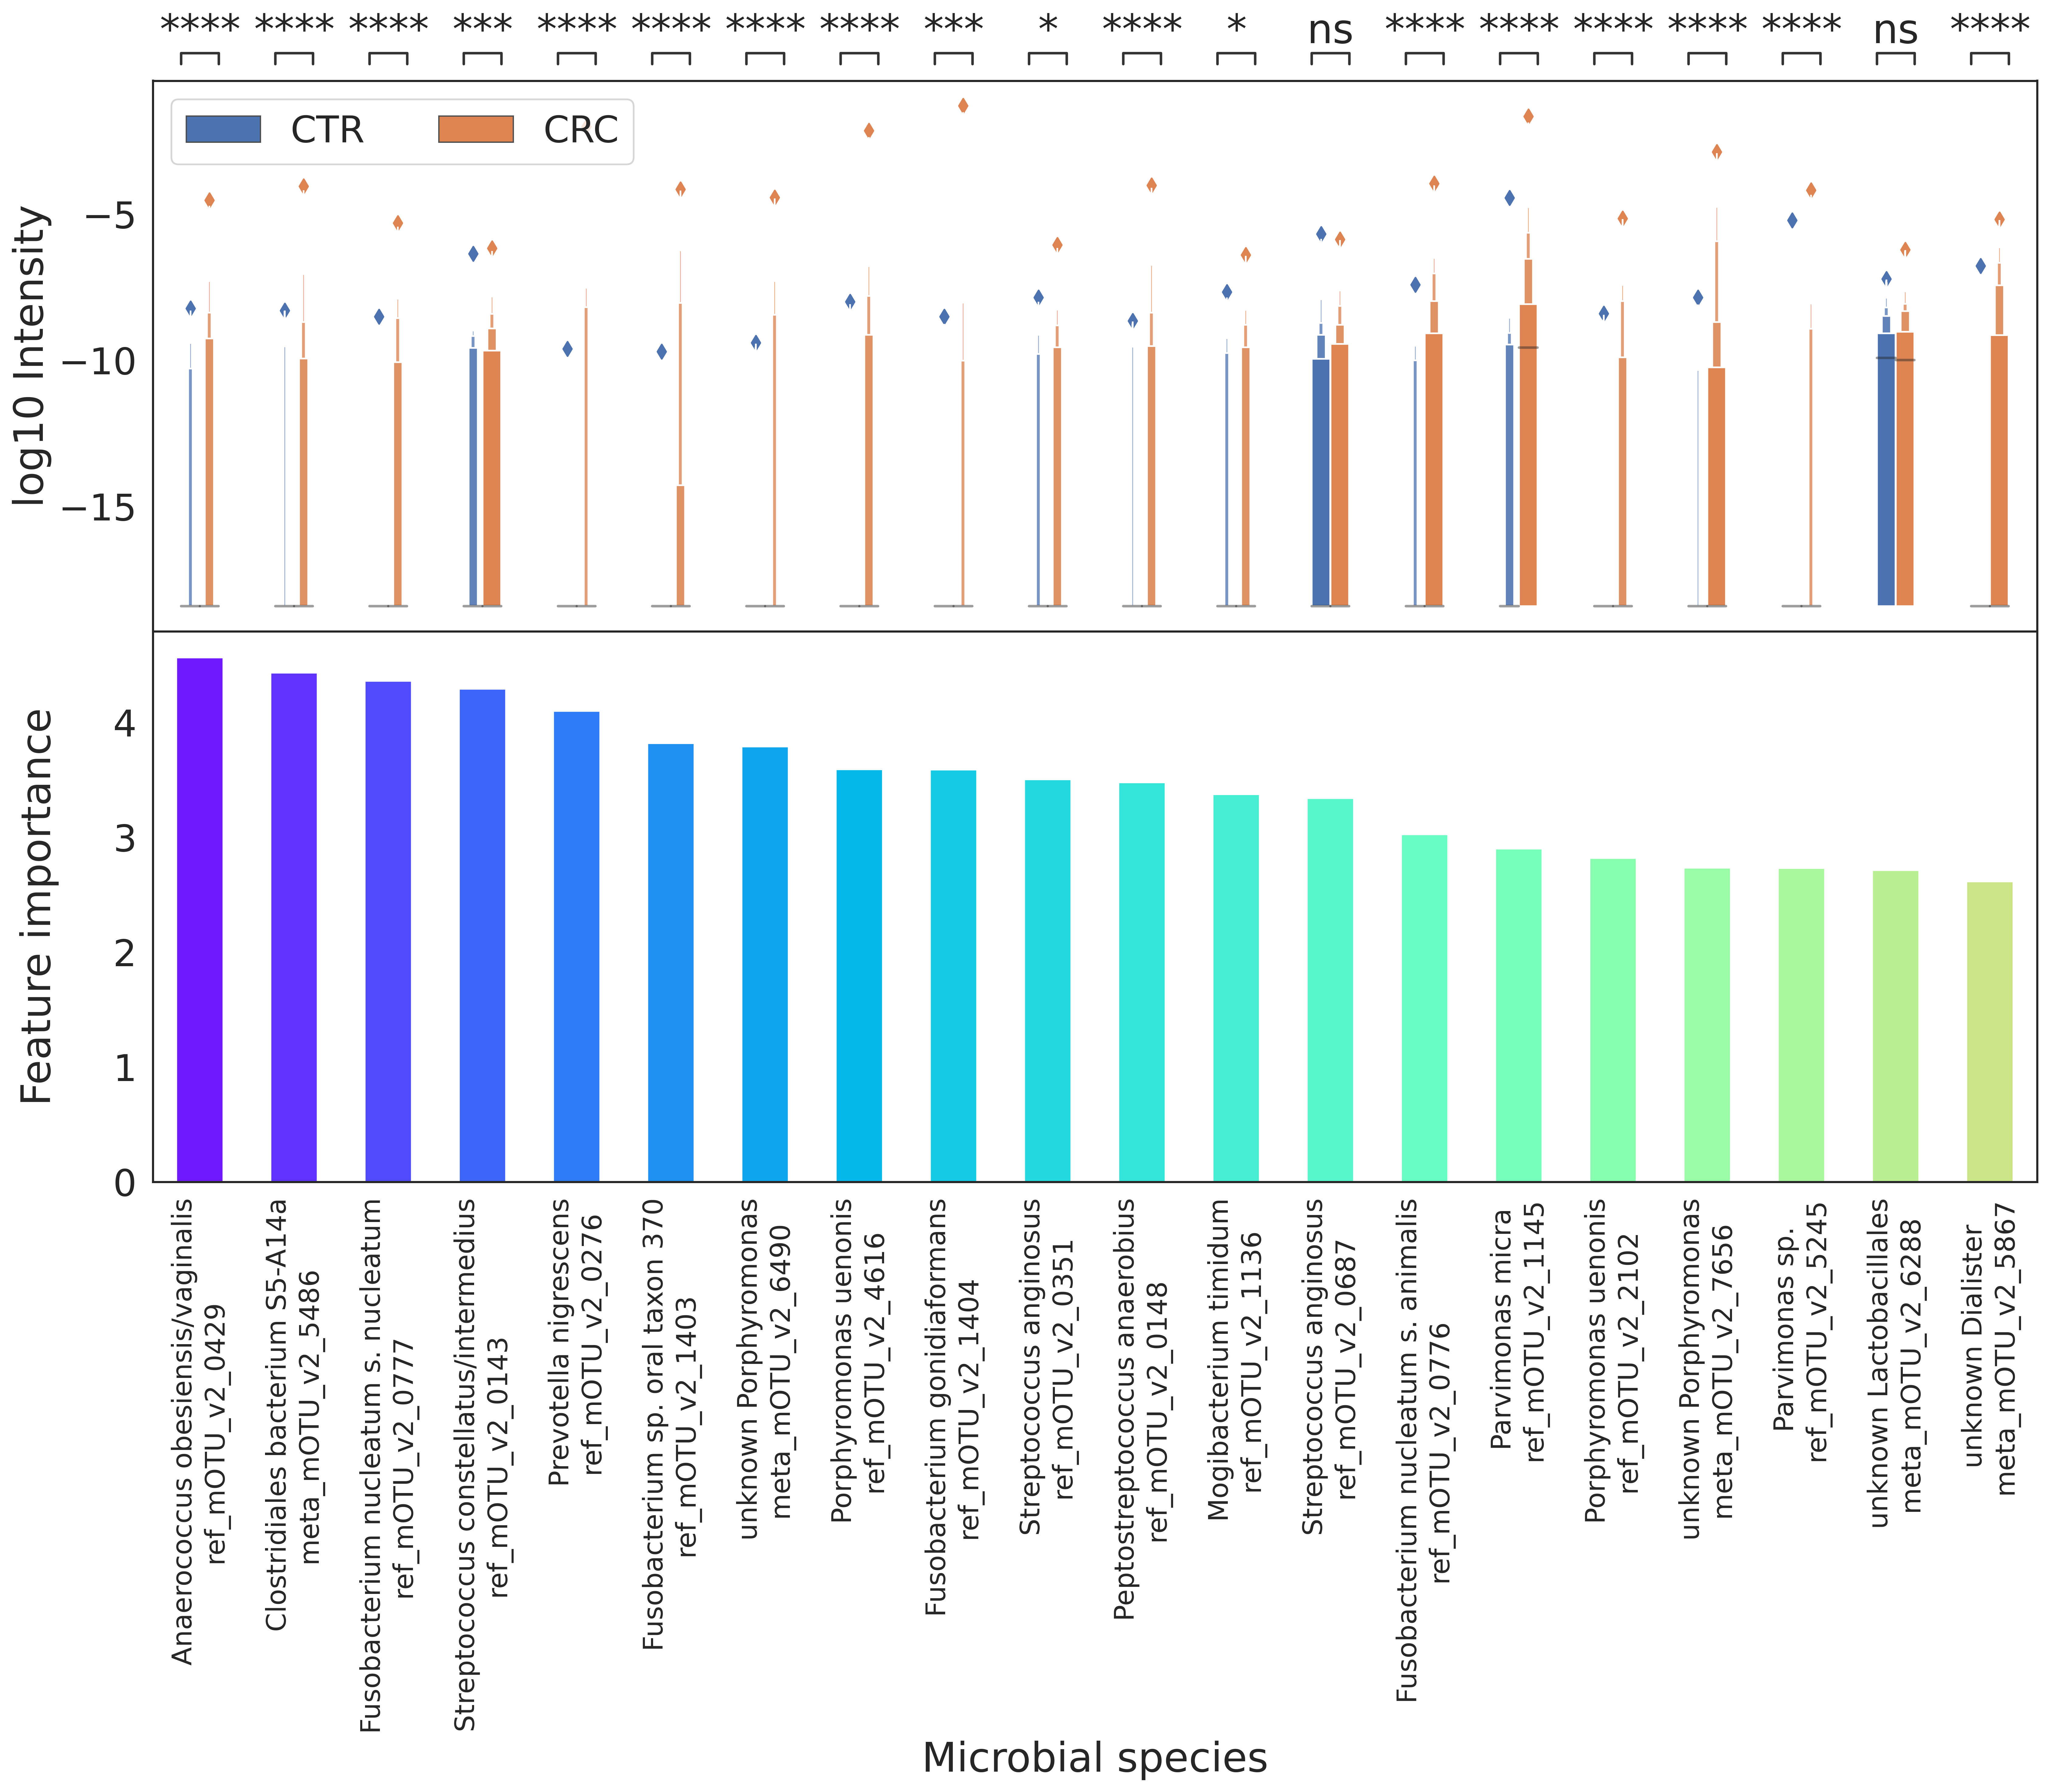 **** **** **** *** **** **** **** **** *** * **** * ns **** **** **** **** **** ns ****
CTR CRC
log10 Intensity
−5
−10
−15
Feature importance
4
3
2
1
0
Anaerococcus obesiensis/vaginalis
ref_mOTU_v2_0429
Clostridiales bacterium S5-A14a
meta_mOTU_v2_5486
Fusobacterium nucleatum s. nucleatum
ref_mOTU_v2_0777
Streptococcus constellatus/intermedius
ref_mOTU_v2_0143
Prevotella nigrescens
ref_mOTU_v2_0276
Fusobacterium sp. oral taxon 370
ref_mOTU_v2_1403
unknown Porphyromonas
meta_mOTU_v2_6490
Porphyromonas uenonis
ref_mOTU_v2_4616
Fusobacterium gonidiaformans
ref_mOTU_v2_1404
Streptococcus anginosus
ref_mOTU_v2_0351
Peptostreptococcus anaerobius
ref_mOTU_v2_0148
Mogibacterium timidum
ref_mOTU_v2_1136
Streptococcus anginosus
ref_mOTU_v2_0687
Fusobacterium nucleatum s. animalis
ref_mOTU_v2_0776
Parvimonas micra
ref_mOTU_v2_1145
Porphyromonas uenonis
ref_mOTU_v2_2102
unknown Porphyromonas
meta_mOTU_v2_7656
Parvimonas sp.
ref_mOTU_v2_5245
unknown Lactobacillales
meta_mOTU_v2_6288
unknown Dialister
meta_mOTU_v2_5867
Microbial species